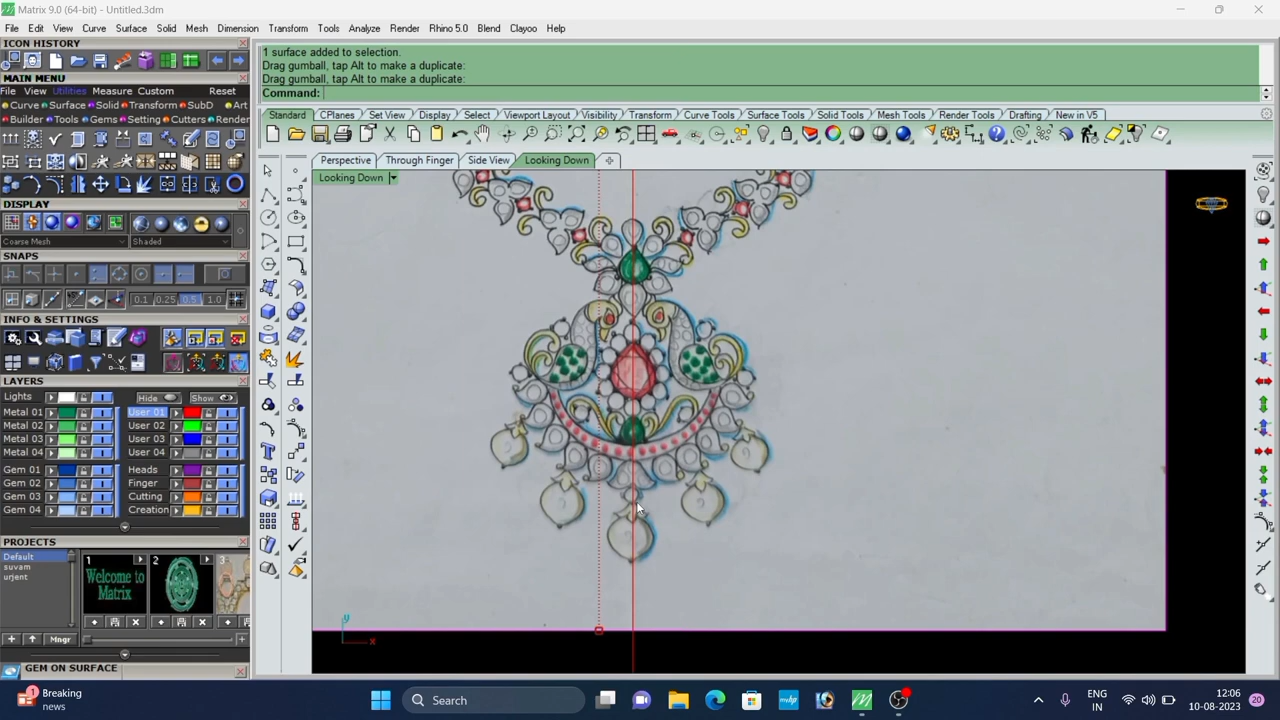 Matrix 9.0 (64-bit) - Untitled.3dm
File Edit View Curve Surface Solid Mesh Dimension Transform Tools Analyze Render Rhino 5.0 Blend Clayoo Help
ICON HISTORY
1 surface added to selection.
Drag gumball, tap Alt to make a duplicate:
Drag gumball, tap Alt to make a duplicate:
Command:
MAIN MENU
File View Utilities Measure Custom Reset
Curve Surface Solid Transform SubD Art
Builder Tools Gems Setting Cutters Render
Standard CPlanes Set View Display Select Viewport Layout Visibility Transform Curve Tools Surface Tools Solid Tools Mesh Tools Render Tools Drafting New in V5
Perspective Through Finger Side View Looking Down
Looking Down
DISPLAY
Coarse Mesh Shaded
SNAPS
0.1 0.25 0.5 1.0
INFO & SETTINGS
LAYERS
Lights Hide Show
Metal 01 User 01
Metal 02 User 02
Metal 03 User 03
Metal 04 User 04
Gem 01 Heads
Gem 02 Finger
Gem 03 Cutting
Gem 04 Creation
PROJECTS
Default
suvam
urjent
1 2 3
Welcome to Matrix
Mngr
GEM ON SURFACE
y
x
1
Breaking news
Search
mhp
ENG
IN
12:06
10-08-2023
20